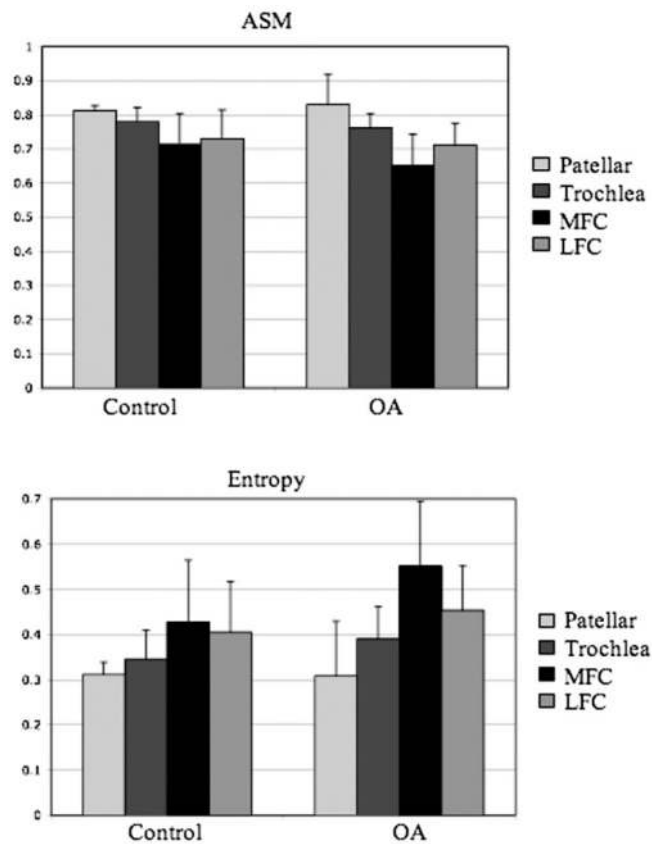 ASM
1
0.9
0.8
0.7
0.6
0.5
0.4
0.3
0.2
0.1
0
Control OA
Patellar
Trochlea
MFC
LFC
Entropy
0.7
0.6
0.5
0.4
0.3
0.2
0.1
0
Control OA
Patellar
Trochlea
MFC
LFC